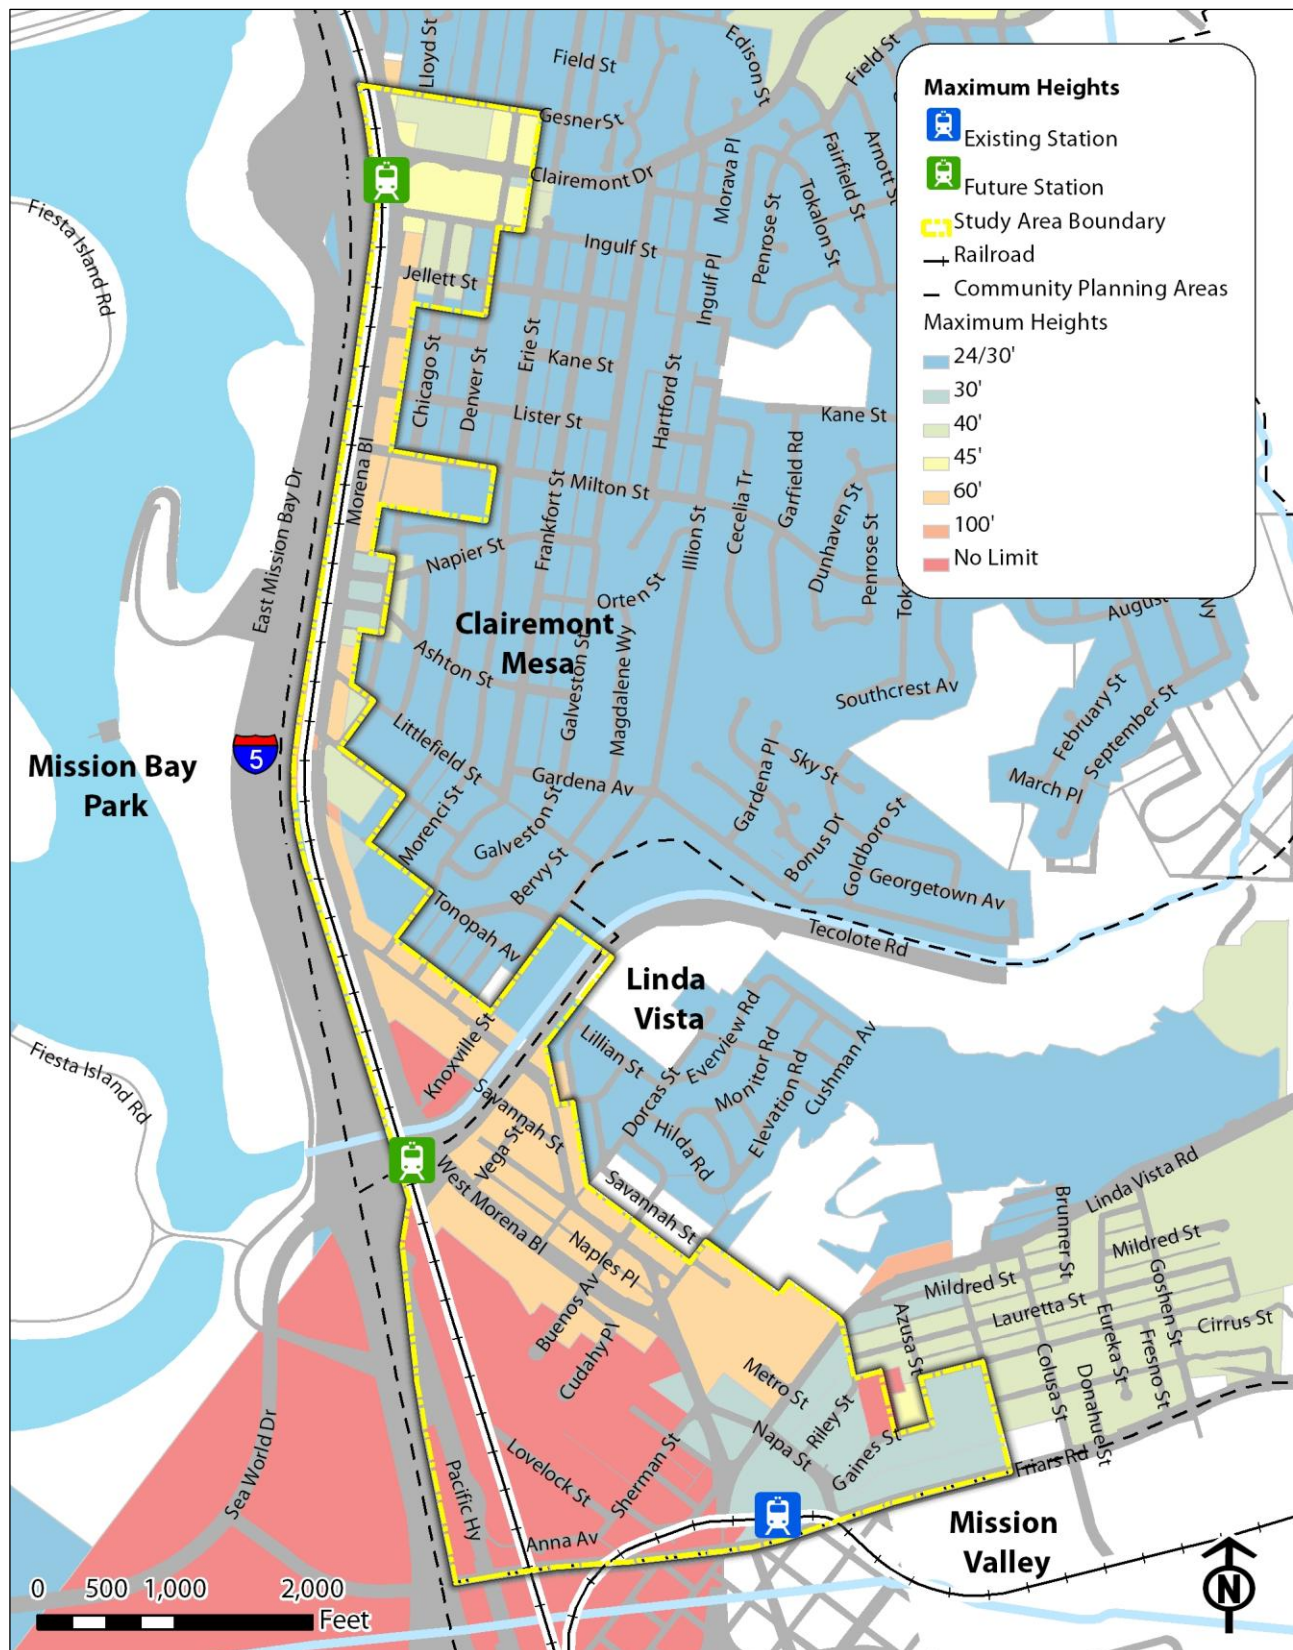 Lloyd St
Field St
Edison St
Field St
Maximum Heights
Existing Station
Future Station
Study Area Boundary
Railroad
Community Planning Areas
Maximum Heights
24/30'
30'
40'
45'
60'
100'
No Limit
Gesner St
Clairemont Dr
Morava Pl
Fairfield St
Arnott St
Tokalon St
Penrose St
Fiesta Island Rd
Ingulf St
Ingulf Pl
Jellett St
Chicago St
Denver St
Erie St
Kane St
Hartford St
Lister St
Kane St
Garfield Rd
Morena Bl
Milton St
Cecelia Tr
Frankfort St
Illion St
Dunhaven St
Penrose St
East Mission Bay Dr
Napier St
Orten St
August
Clairemont
Mesa
Ashton St
Galveston St
Magdalene Wy
Southcrest Av
February St
September St
March Pl
5
Mission Bay
Park
Littlefield St
Gardena Av
Gardena Pl
Sky St
Morenci St
Galveston St
Bervy St
Bonus Dr
Goldboro St
Georgetown Av
Tonopah Av
Tecolote Rd
Linda
Vista
Knoxville St
Lillian St
Everview Rd
Monitor Rd
Cushman Av
Elevation Rd
Dorcas St
Hilda Rd
Fiesta Island Rd
Savannah St
Vega St
West Morena Bl
Savannah St
Naples Pl
Buenos Av
Cudahy Pl
Linda Vista Rd
Brunner St
Mildred St
Mildred St
Lauretta St
Goshen St
Azusa St
Eureka St
Cirrus St
Fresno St
Colusa St
Donahue St
Metro St
Riley St
Napa St
Gaines St
Friars Rd
Sea World Dr
Pacific Hy
Lovelock St
Sherman St
Anna Av
Mission
Valley
0 500 1,000 2,000
Feet
N